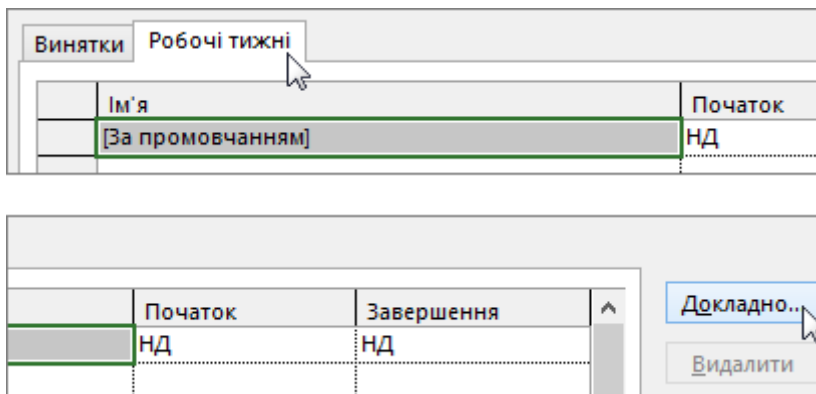 Винятки Робочі тижні
Ім'я Початок
[За промовчанням] НД
Початок Завершення
Докладно...
НД НД
Видалити